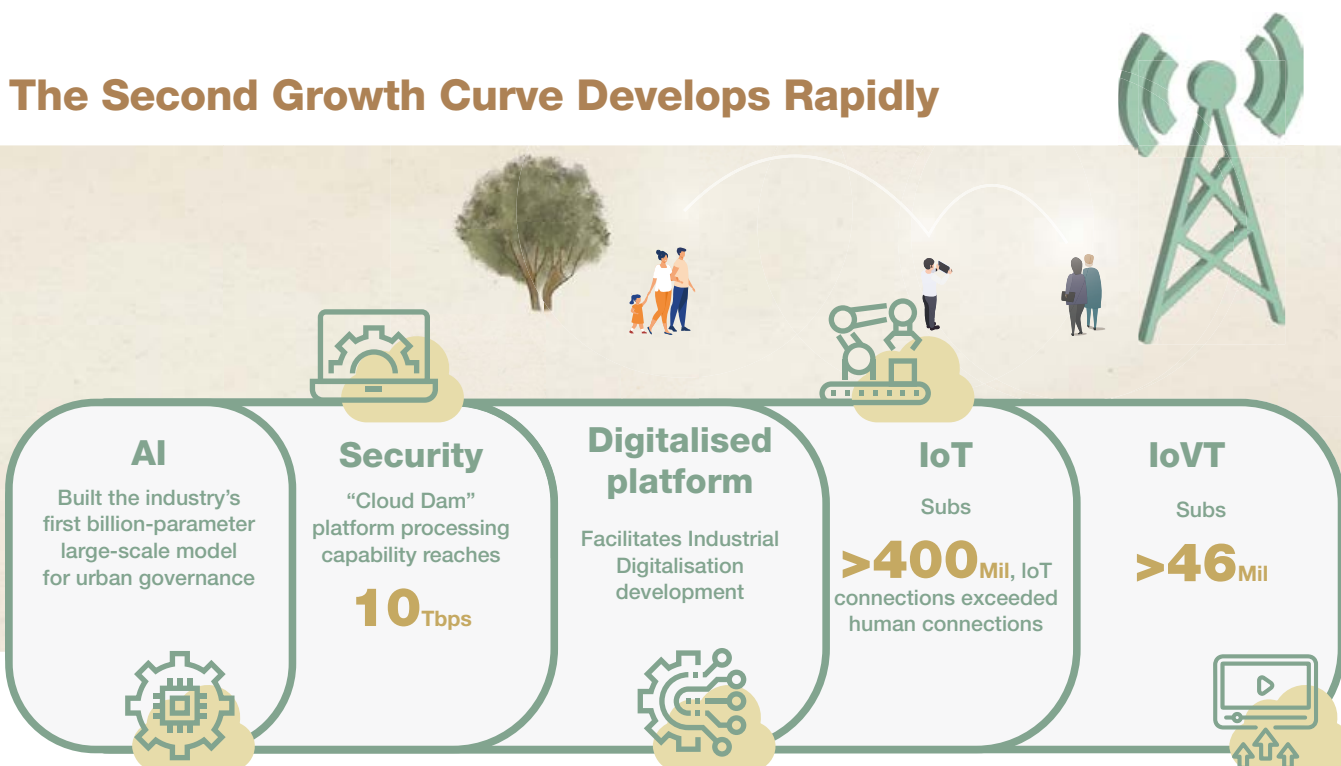 The Second Growth Curve Develops Rapidly
AI
Built the industry’s
first billion-parameter
large-scale model
for urban governance
Security
“Cloud Dam”
platform processing
capability reaches
10Tbps
Digitalised
platform
Facilitates Industrial
Digitalisation
development
IoT
Subs
>400Mil, IoT
connections exceeded
human connections
IoVT
Subs
>46Mil